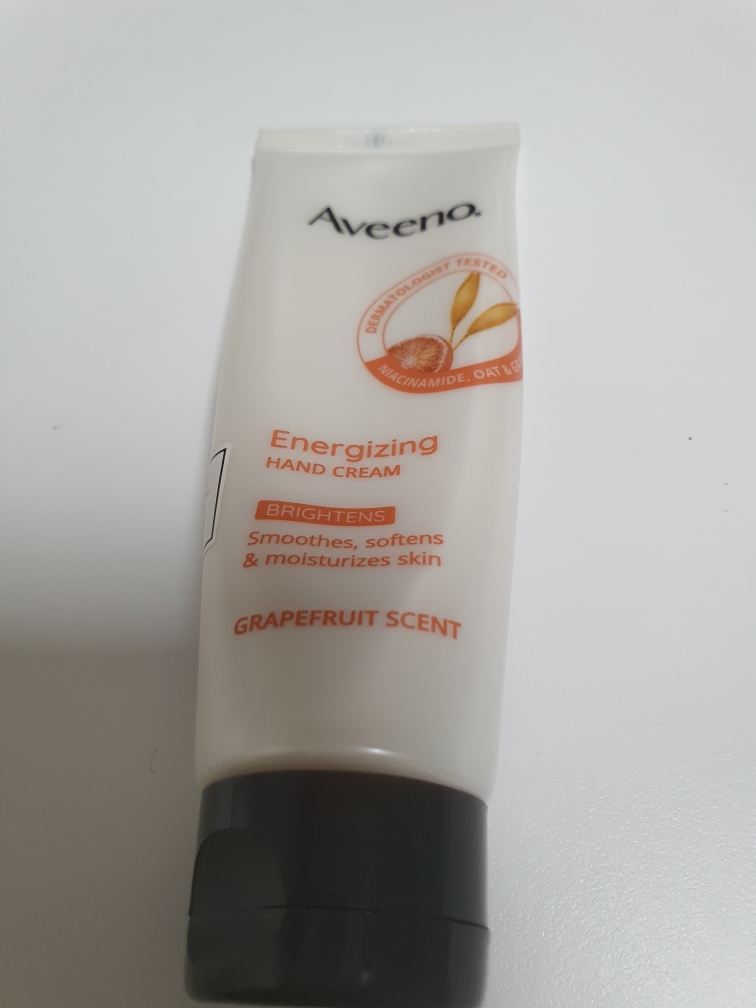 Aveeno.
DERMATOLOGIST TESTED
NIACINAMIDE, OAT &
Energizing
HAND CREAM
BRIGHTENS
Smoothes, softens
& moisturizes skin
GRAPEFRUIT SCENT